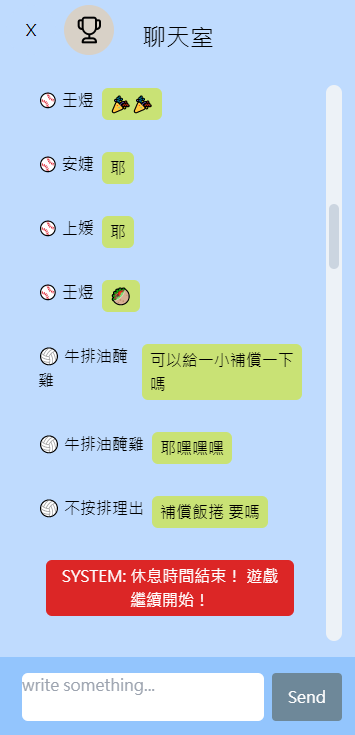 X
聊天室
壬煜
安婕
耶
上媛
耶
壬煜
牛排油醃
雞
可以給一小補償一下
嗎
牛排油醃雞
耶嘿嘿嘿
不按排理出
補償飯捲 要嗎
SYSTEM: 休息時間結束！ 遊戲
繼續開始！
write something...
Send